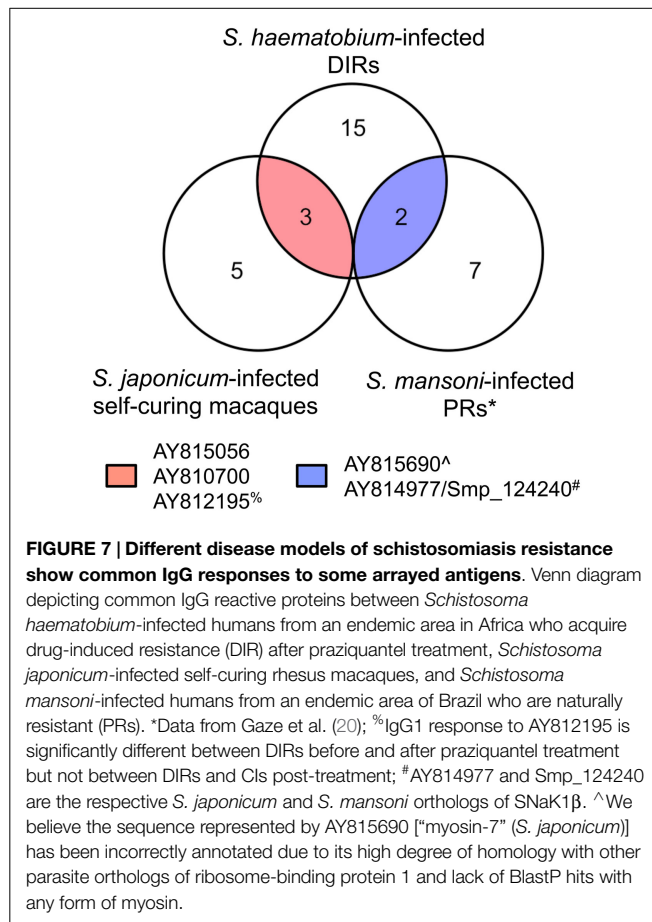 S. haematobium-infected
DIRs
15
3
2
5
7
S. japonicum-infected
self-curing macaques
S. mansoni-infected
PRs*
AY815056
AY810700
AY812195%
AY815690^
AY814977/Smp_124240#
FIGURE 7 | Different disease models of schistosomiasis resistance
show common IgG responses to some arrayed antigens. Venn diagram
depicting common IgG reactive proteins between Schistosoma
haematobium-infected humans from an endemic area in Africa who acquire
drug-induced resistance (DIR) after praziquantel treatment, Schistosoma
japonicum-infected self-curing rhesus macaques, and Schistosoma
mansoni-infected humans from an endemic area of Brazil who are naturally
resistant (PRs). *Data from Gaze et al. (20); %IgG1 response to AY812195 is
significantly different between DIRs before and after praziquantel treatment
but not between DIRs and CIs post-treatment; #AY814977 and Smp_124240
are the respective S. japonicum and S. mansoni orthologs of SNaK1β. ^We
believe the sequence represented by AY815690 [“myosin-7” (S. japonicum)]
has been incorrectly annotated due to its high degree of homology with other
parasite orthologs of ribosome-binding protein 1 and lack of BlastP hits with
any form of myosin.